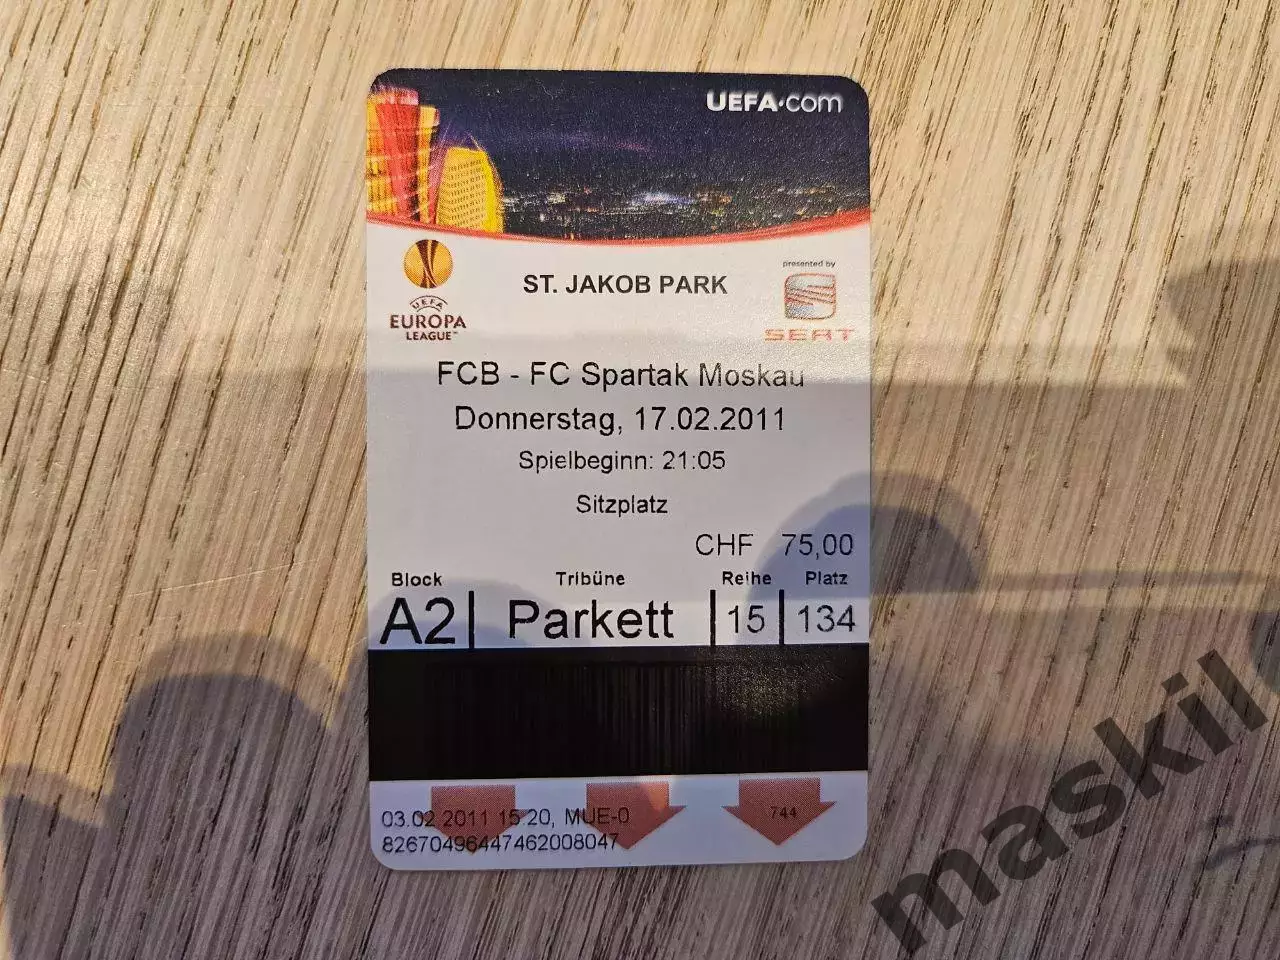 UEFA.com
ST. JAKOB PARK
presented by
SEAT
UEFA
EUROPA
LEAGUE™
FCB - FC Spartak Moskau
Donnerstag, 17.02.2011
Spielbeginn: 21:05
Sitzplatz
CHF 75,00
Block Tribüne Reihe Platz
A2 Parkett 15 134
03.02.2011 15:20, MUE-0
82670496447462008047
744